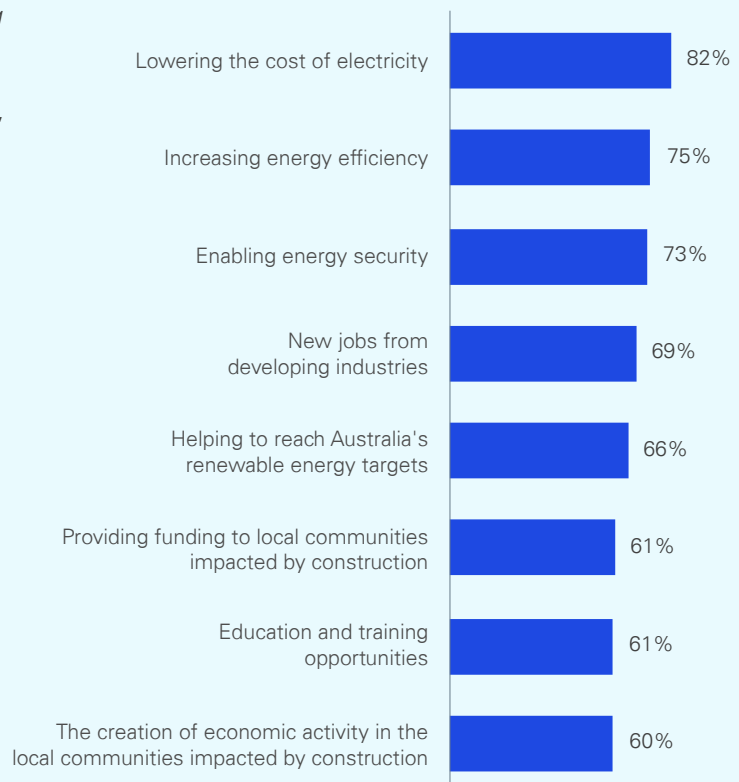 Lowering the cost of electricity
82%
Increasing energy efficiency
75%
Enabling energy security
73%
New jobs from
developing industries
69%
Helping to reach Australia's
renewable energy targets
66%
Providing funding to local communities
impacted by construction
61%
Education and training
opportunities
61%
The creation of economic activity in the
local communities impacted by construction
60%